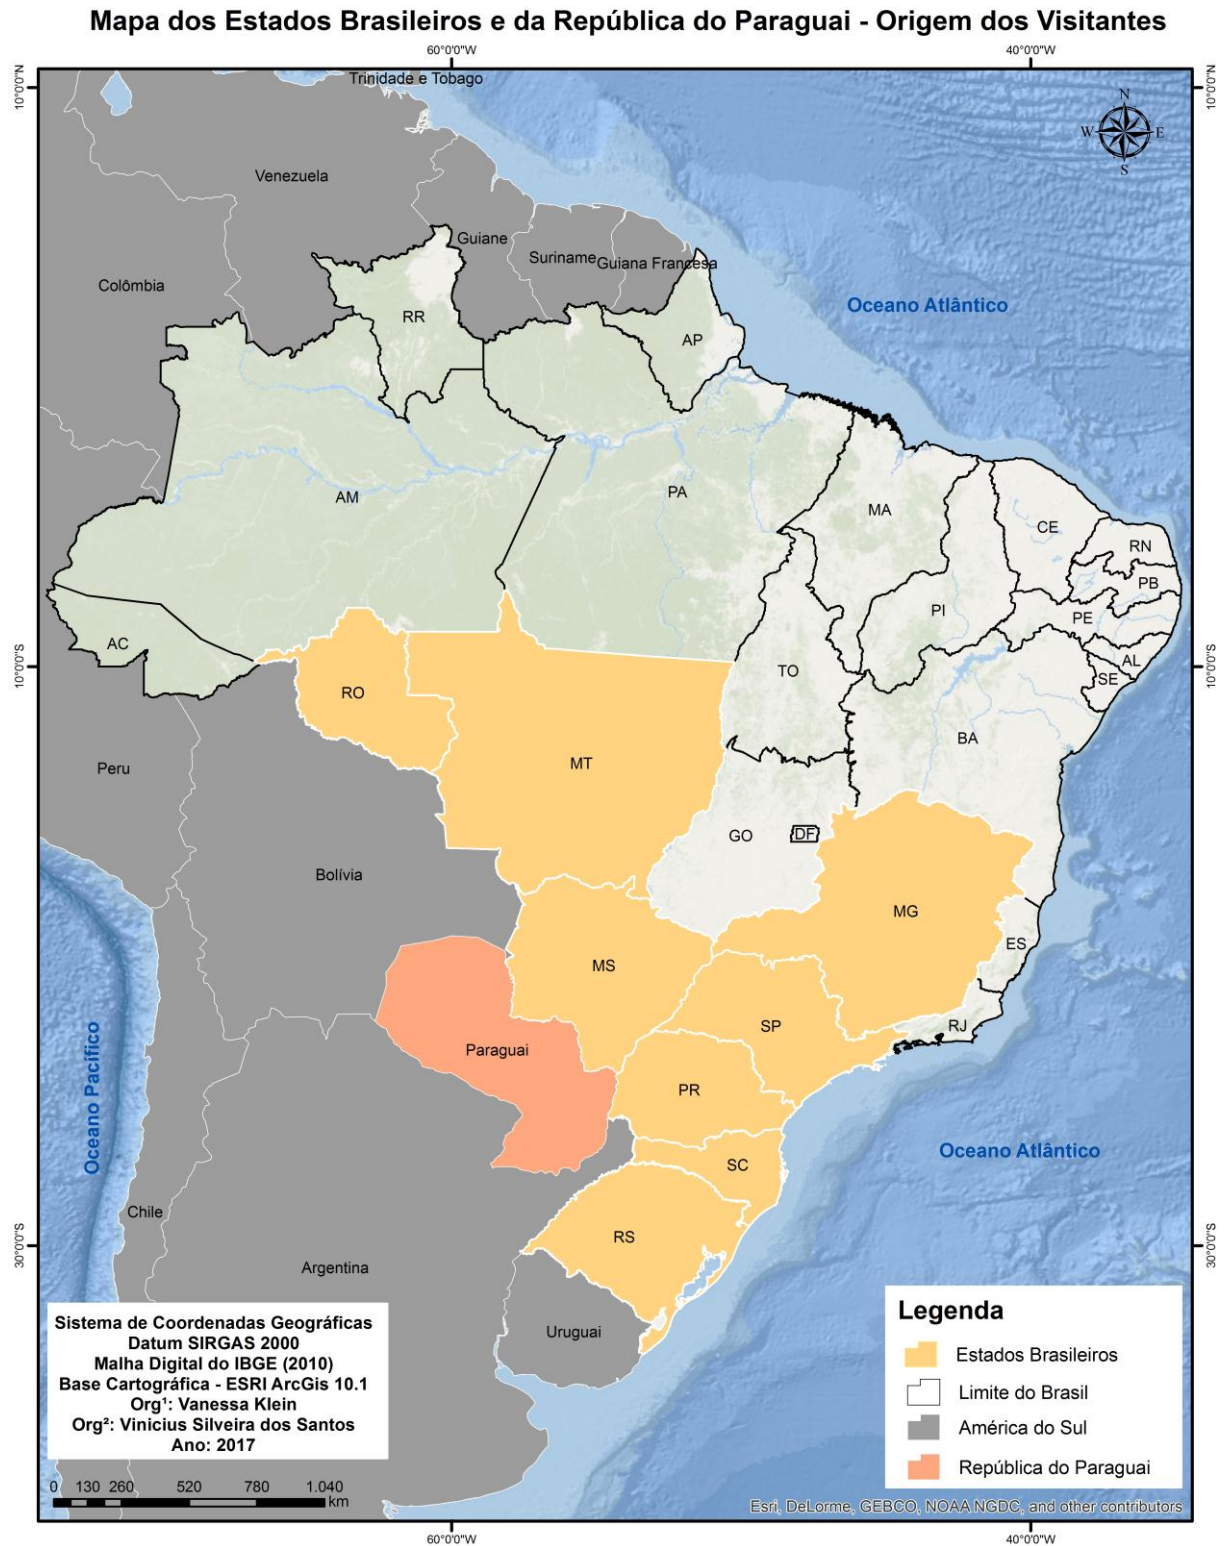 Mapa dos Estados Brasileiros e da República do Paraguai - Origem dos Visitantes
60°0'0"W
40°0'0"W
10°0'0"N
10°0'0"N
Trinidade e Tobago
N
W
E
S
Venezuela
Guiane
Suriname
Guiana Francesa
Colômbia
Oceano Atlântico
RR
AP
AM
PA
MA
CE
RN
PB
PI
PE
AC
AL
SE
10°0'0"S
10°0'0"S
TO
RO
BA
MT
Peru
GO
DF
Bolívia
MG
ES
MS
SP
RJ
Paraguai
Oceano Pacífico
PR
Oceano Atlântico
SC
Chile
RS
30°0'0"S
30°0'0"S
Argentina
Uruguai
Sistema de Coordenadas Geográficas
Datum SIRGAS 2000
Malha Digital do IBGE (2010)
Base Cartográfica - ESRI ArcGis 10.1
Org¹: Vanessa Klein
Org²: Vinicius Silveira dos Santos
Ano: 2017
Legenda
Estados Brasileiros
Limite do Brasil
América do Sul
República do Paraguai
0 130 260 520 780 1.040
km
Esri, DeLorme, GEBCO, NOAA NGDC, and other contributors
60°0'0"W
40°0'0"W